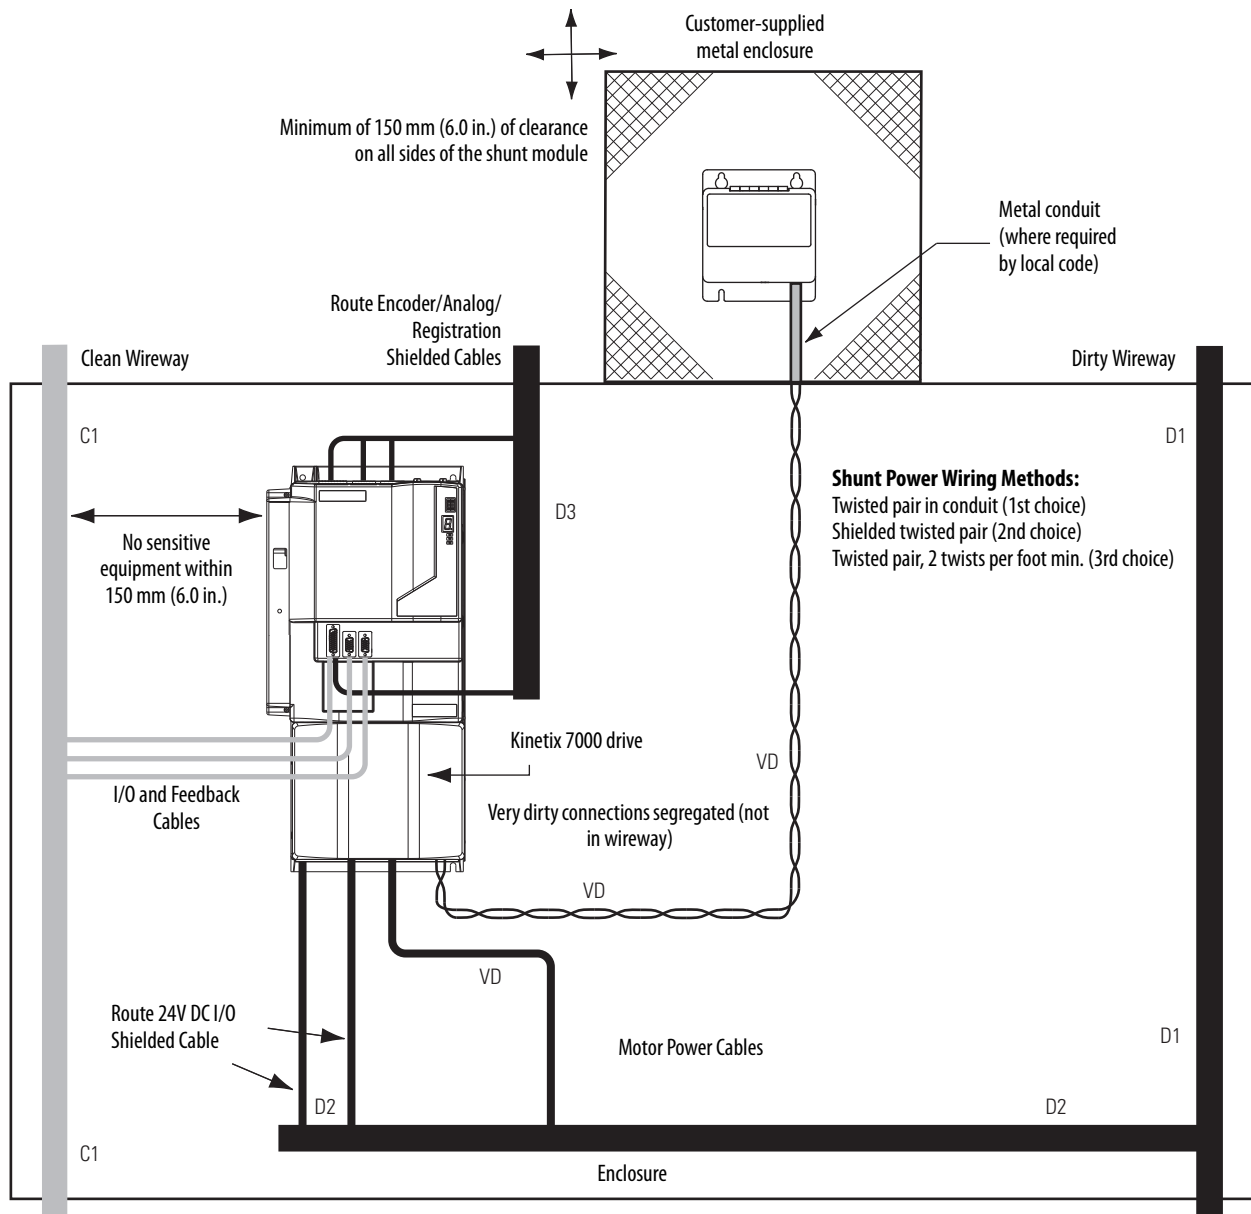 Customer-supplied
metal enclosure
Minimum of 150 mm (6.0 in.) of clearance
on all sides of the shunt module
Metal conduit
(where required
by local code)
Route Encoder/Analog/
Registration
Shielded Cables
Clean Wireway
Dirty Wireway
C1
D1
Shunt Power Wiring Methods:
Twisted pair in conduit (1st choice)
Shielded twisted pair (2nd choice)
Twisted pair, 2 twists per foot min. (3rd choice)
D3
No sensitive
equipment within
150 mm (6.0 in.)
Kinetix 7000 drive
VD
I/O and Feedback
Cables
Very dirty connections segregated (not
in wireway)
VD
VD
Route 24V DC I/O
Shielded Cable
Motor Power Cables
D1
D2
D2
C1
Enclosure